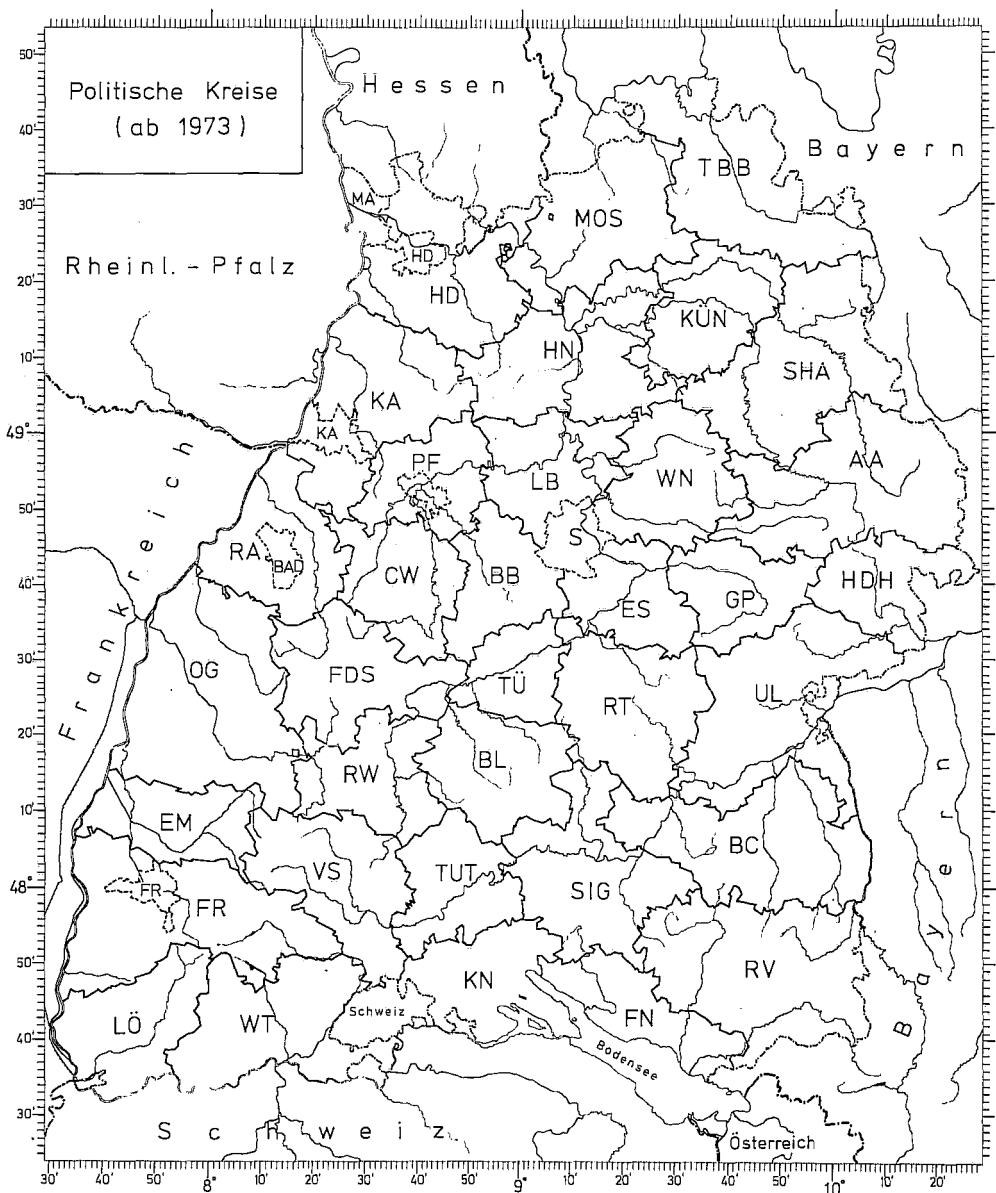 Politische Kreise
(ab 1973)
Hessen
Bayern
Rheinl.-Pfalz
Frankreich
MA
TBB
MOS
HD
HD
KÜN
HN
SHA
KA
KA
AA
PF
LB
WN
S
RA
BAD
CW
BB
HDH
ES
GP
OG
FDS
TÜ
RT
UL
RW
BL
EM
BC
VS
TUT
SIG
FR
FR
KN
RV
LÖ
WT
Schweiz
FN
Bodensee
Bayern
Schweiz
Österreich
50'
40'
30'
20'
10'
49°
50'
40'
30'
20'
10'
48°
50'
40'
30'
30'
50'
8°
10'
20'
30'
40'
50'
9°
10'
20'
30'
40'
50'
10°
10'
20'